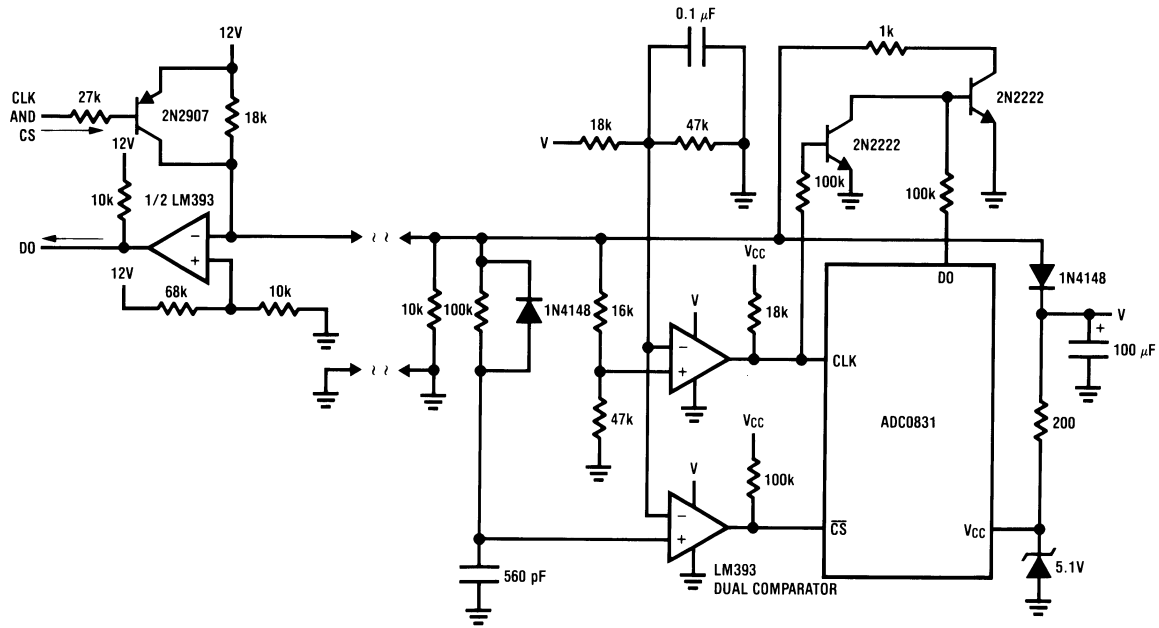 0.1 μF
1k
12V
2N2222
27k
CLK
AND
CS
2N2907
18k
18k
47k
V
2N2222
12V
100k
100k
10k
1/2 LM393
−
+
DO
VCC
DO
1N4148
12V
68k
10k
10k
100k
1N4148
16k
V
18k
V
+
100 μF
−
+
CLK
47k
VCC
ADC0831
200
V
100k
−
+
CS
VCC
560 pF
LM393
DUAL COMPARATOR
5.1V